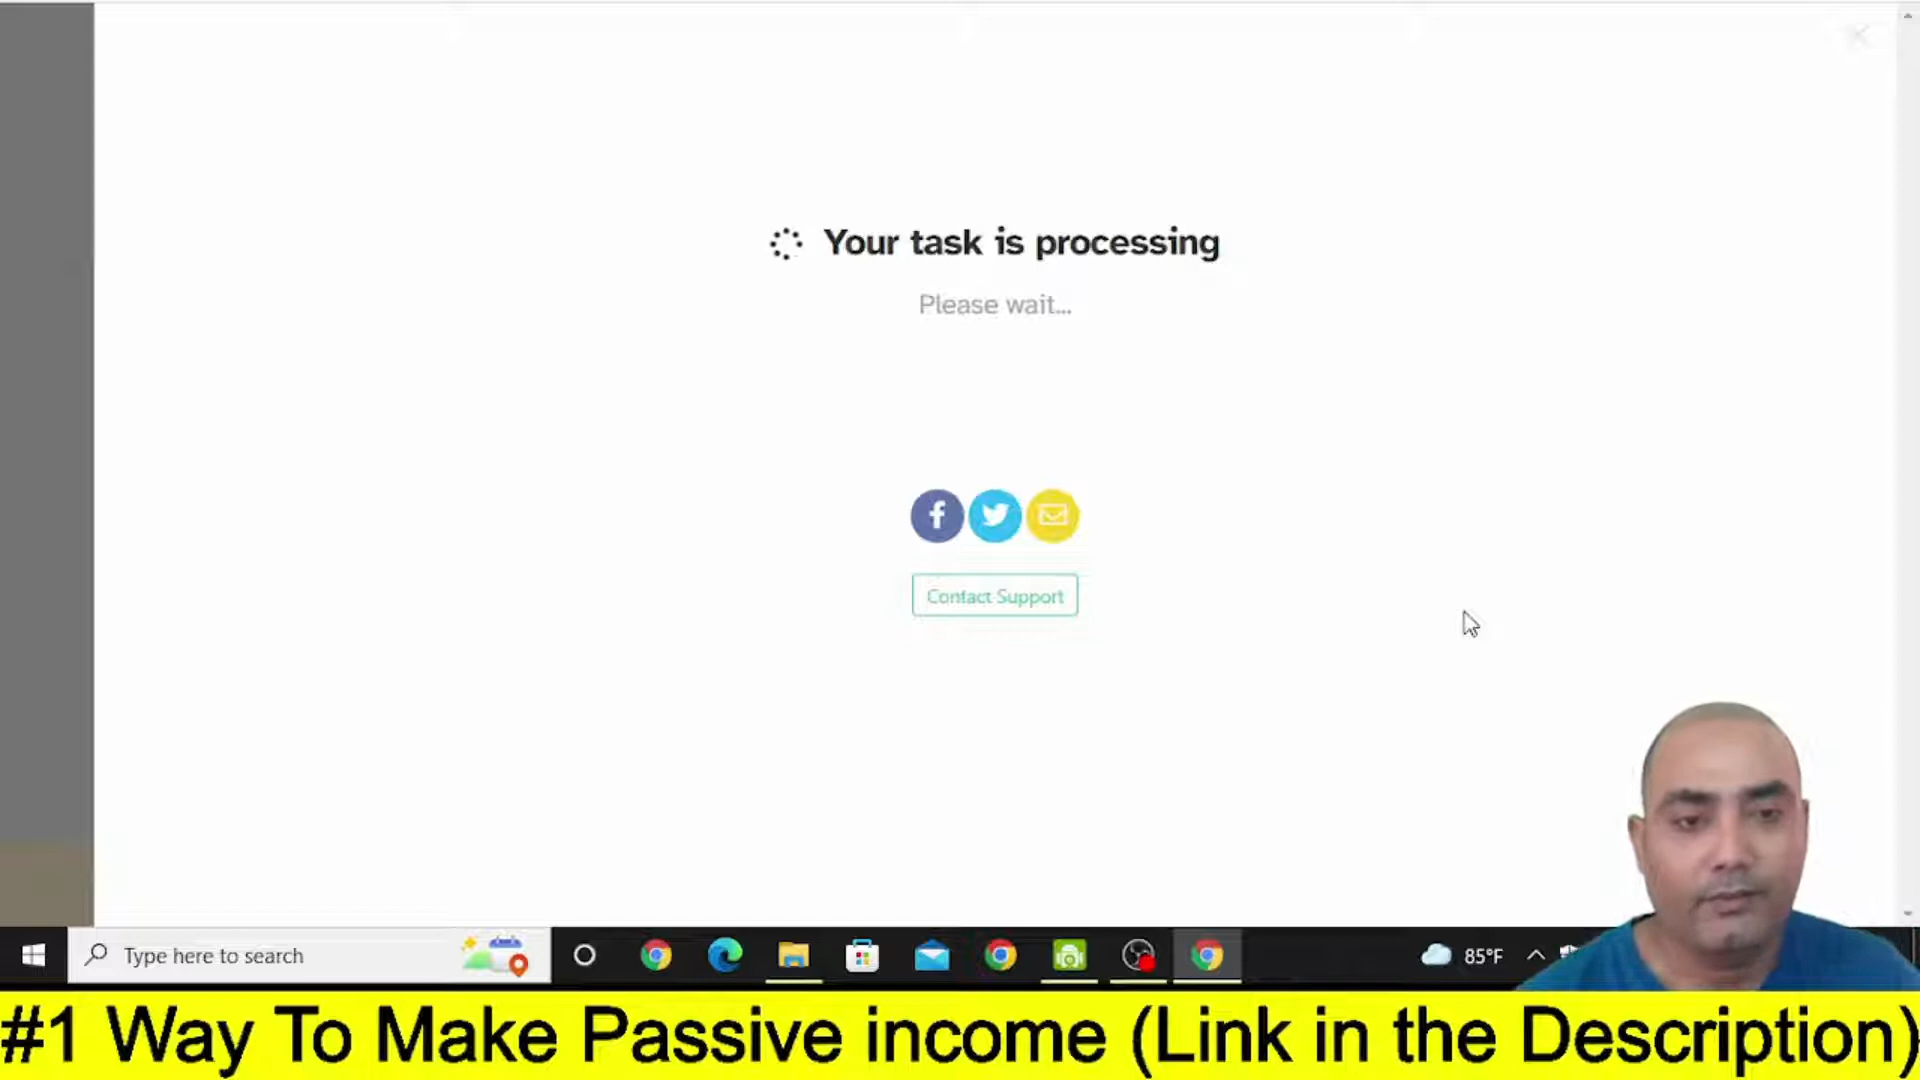 Your task is processing
Please wait...
Contact Support
Type here to search
85°F
#1 Way To Make Passive income (Link in the Description)